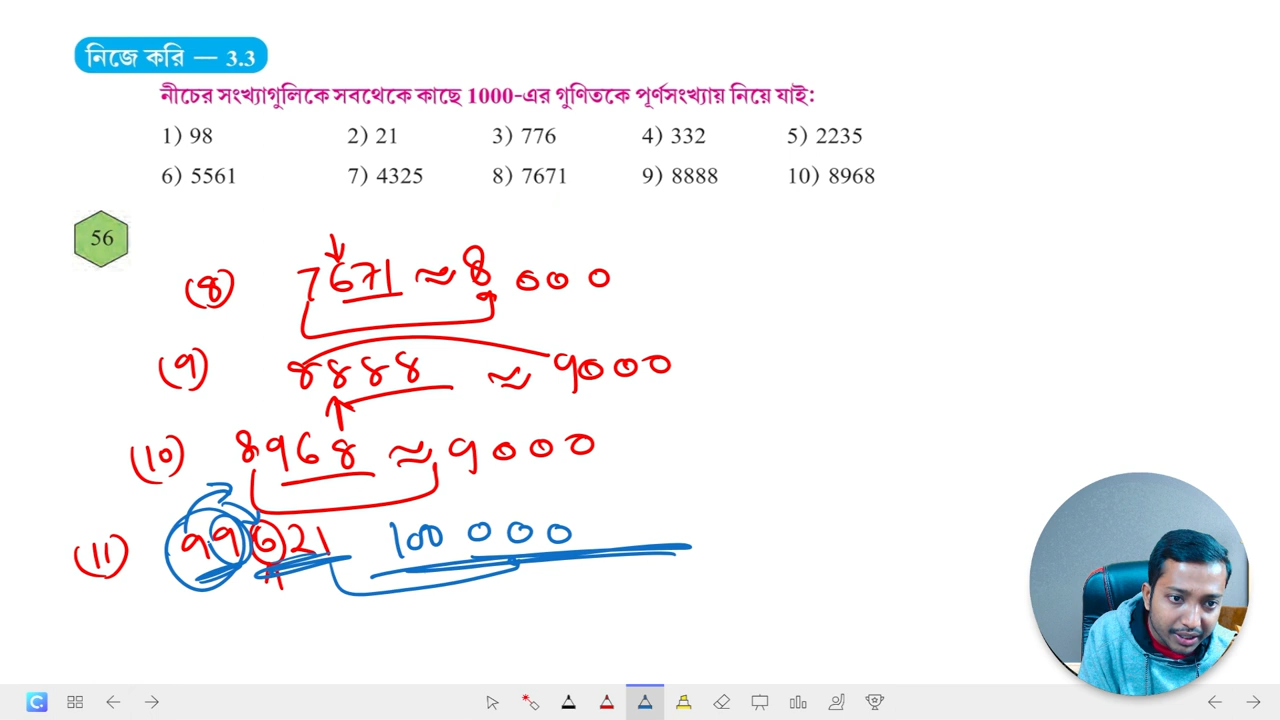 নিজে করি — 3.3
নীচের সংখ্যাগুলিকে সবথেকে কাছে 1000-এর গুণিতকে পূর্ণসংখ্যায় নিয়ে যাই:
1) 98 2) 21 3) 776 4) 332 5) 2235
6) 5561 7) 4325 8) 7671 9) 8888 10) 8968
56
(8) 7671 ≈ 8000
(9) 8888 ≈ 9000
(10) 8968 ≈ 9000
(11) 99621 100000